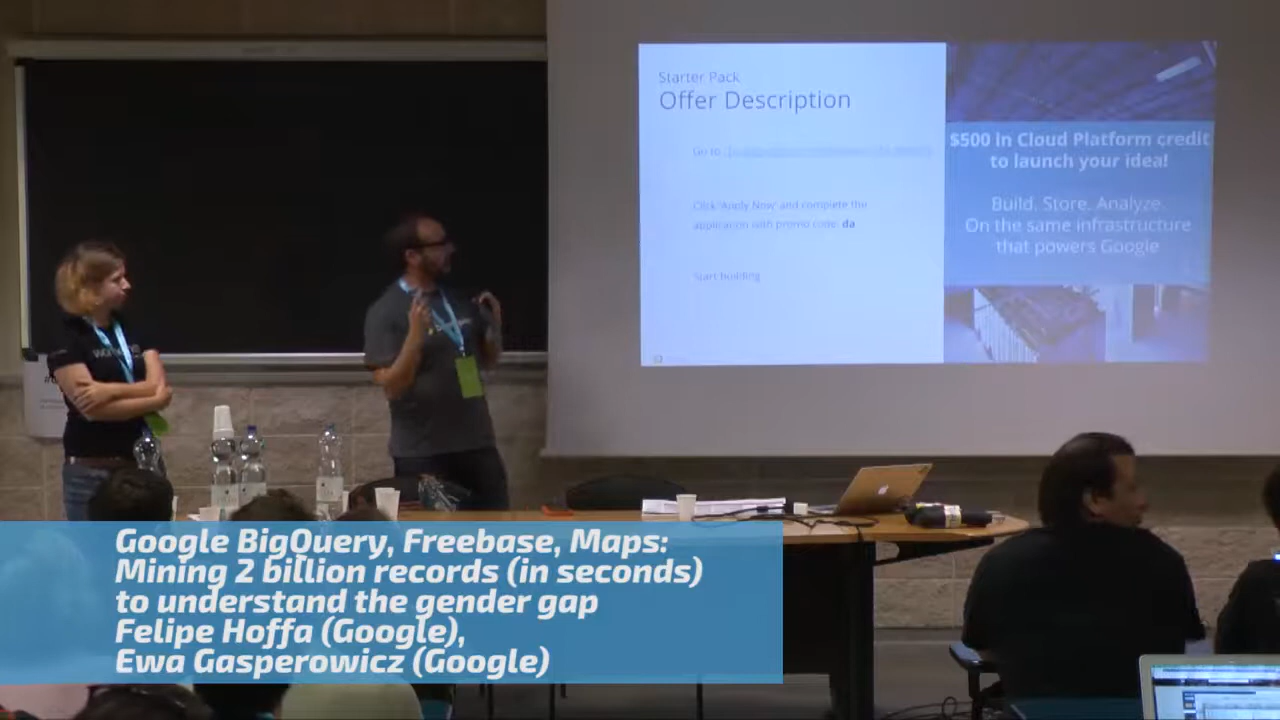 Starter Pack
Offer Description
Go to
Click 'Apply Now' and complete the
application with promo code: da
Start building
$500 in Cloud Platform credit
to launch your idea!
Build. Store. Analyze.
On the same infrastructure
that powers Google
Google BigQuery, Freebase, Maps:
Mining 2 billion records (in seconds)
to understand the gender gap
Felipe Hoffa (Google),
Ewa Gasperowicz (Google)